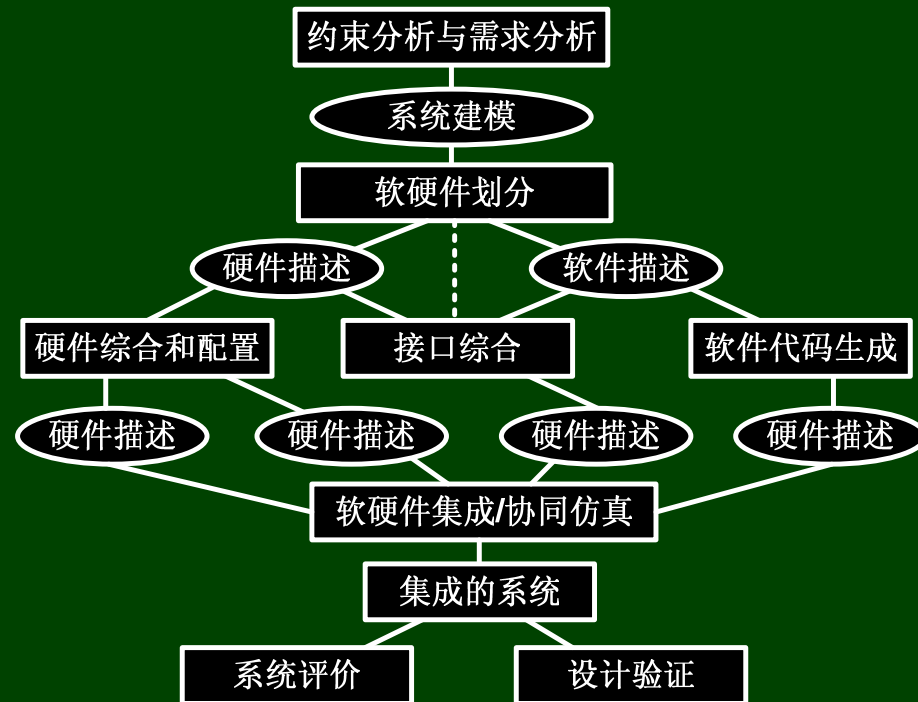 约束分析与需求分析
系统建模
软硬件划分
硬件描述
软件描述
硬件综合和配置
接口综合
软件代码生成
硬件描述
硬件描述
硬件描述
硬件描述
软硬件集成/协同仿真
集成的系统
系统评价
设计验证